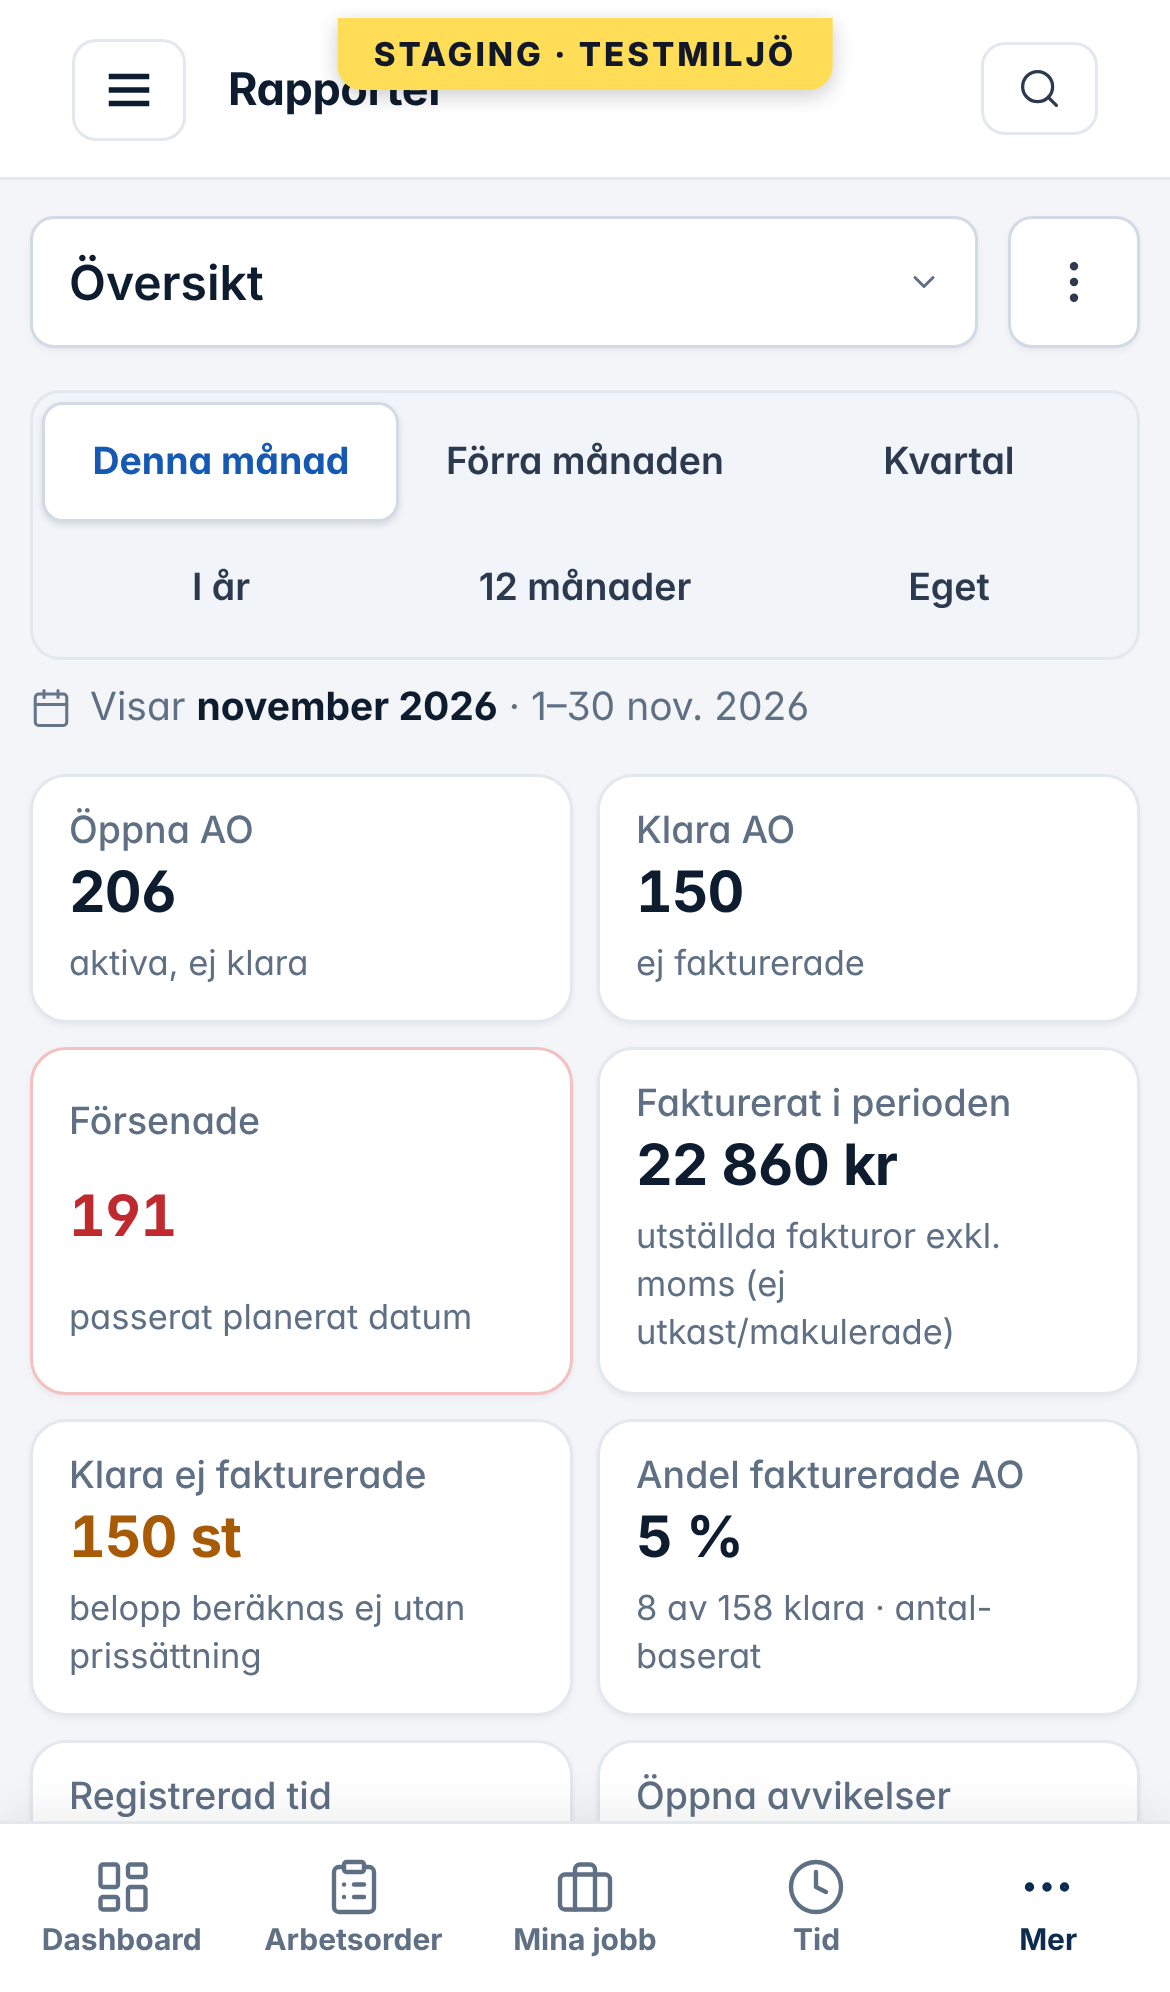 STAGING · TESTMILJÖ
Rapporter
Översikt
Denna månad
Förra månaden
Kvartal
I år
12 månader
Eget
Visar november 2026 · 1–30 nov. 2026
Öppna AO
206
aktiva, ej klara
Klara AO
150
ej fakturerade
Försenade
191
passerat planerat datum
Fakturerat i perioden
22 860 kr
utställda fakturor exkl.
moms (ej
utkast/makulerade)
Klara ej fakturerade
150 st
belopp beräknas ej utan
prissättning
Andel fakturerade AO
5 %
8 av 158 klara · antal-
baserat
Registrerad tid
Öppna avvikelser
Dashboard
Arbetsorder
Mina jobb
Tid
Mer